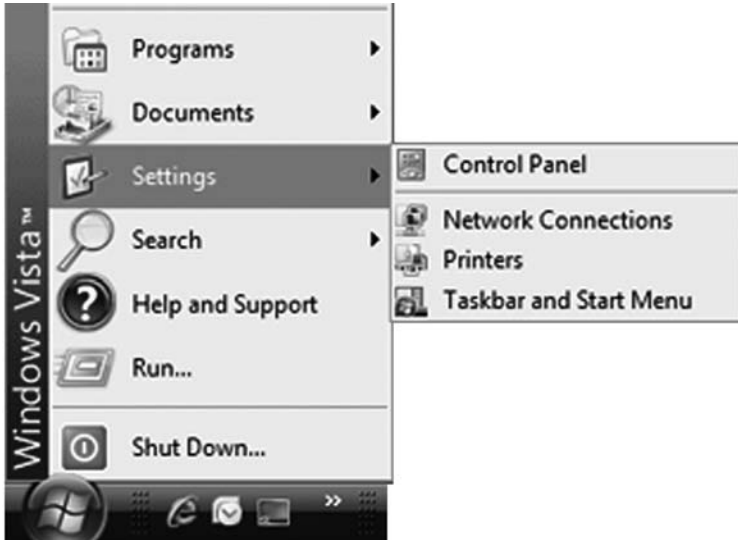 Programs
Documents
Settings
Search
Help and Support
Run...
Shut Down...
Control Panel
Network Connections
Printers
Taskbar and Start Menu
Windows Vista™
»